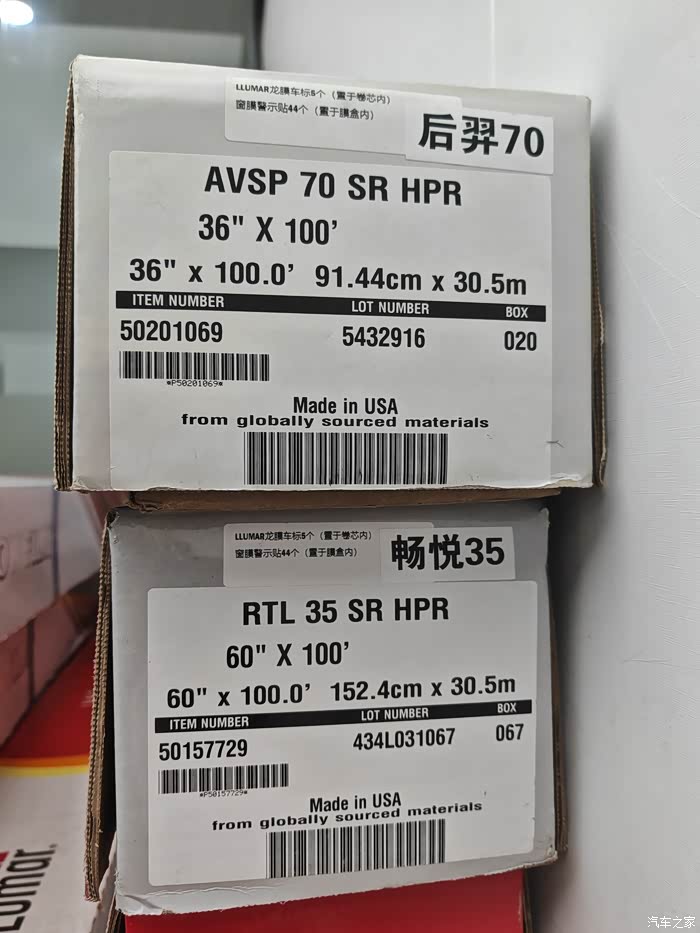 LLUMAR龙膜车标5个（置于卷芯内）
窗膜警示贴44个（置于膜盒内）
后羿70
AVSP 70 SR HPR
36" X 100'
36" x 100.0' 91.44cm x 30.5m
ITEM NUMBER LOT NUMBER BOX
50201069 5432916 020
*P50201069*
Made in USA
from globally sourced materials
LLUMAR龙膜车标5个（置于卷芯内）
窗膜警示贴44个（置于膜盒内）
畅悦35
RTL 35 SR HPR
60" X 100'
60" x 100.0' 152.4cm x 30.5m
ITEM NUMBER LOT NUMBER BOX
50157729 434L031067 067
*P50157729*
Made in USA
from globally sourced materials
Lumar
汽车之家